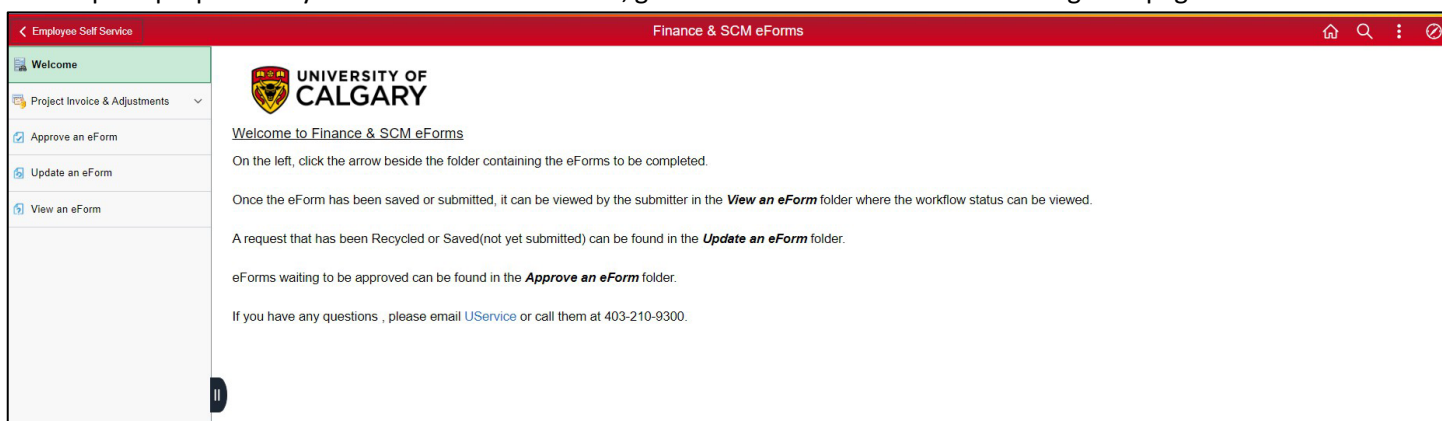 Employee Self Service
Finance & SCM eForms
Welcome
Project Invoice & Adjustments
Approve an eForm
Update an eForm
View an eForm
UNIVERSITY OF
CALGARY
Welcome to Finance & SCM eForms
On the left, click the arrow beside the folder containing the eForms to be completed.
Once the eForm has been saved or submitted, it can be viewed by the submitter in the View an eForm folder where the workflow status can be viewed.
A request that has been Recycled or Saved(not yet submitted) can be found in the Update an eForm folder.
eForms waiting to be approved can be found in the Approve an eForm folder.
If you have any questions , please email UService or call them at 403-210-9300.